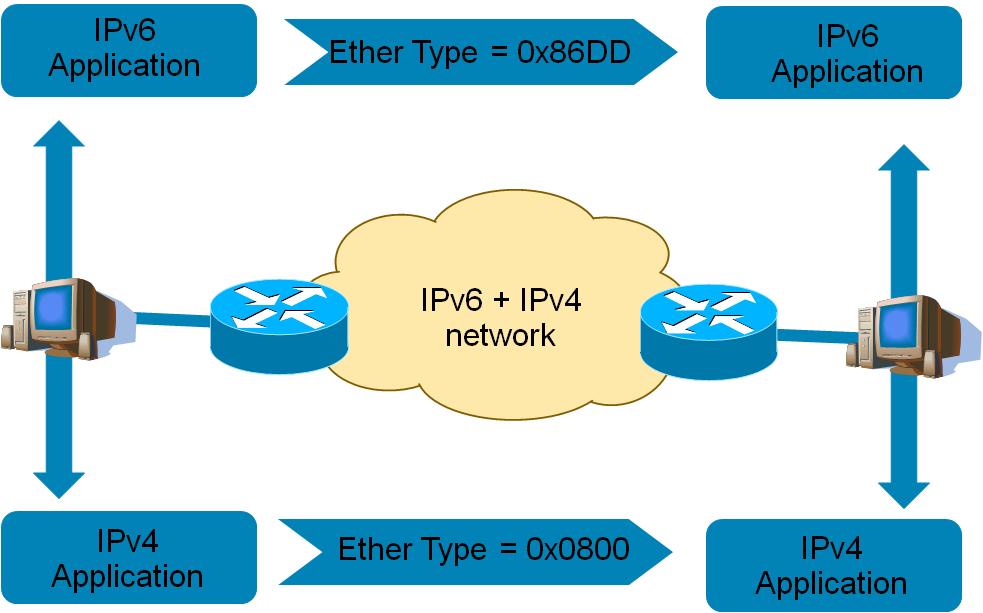 IPv6
Application
Ether Type = 0x86DD
IPv6
Application
IPv6 + IPv4
network
IPv4
Application
Ether Type = 0x0800
IPv4
Application